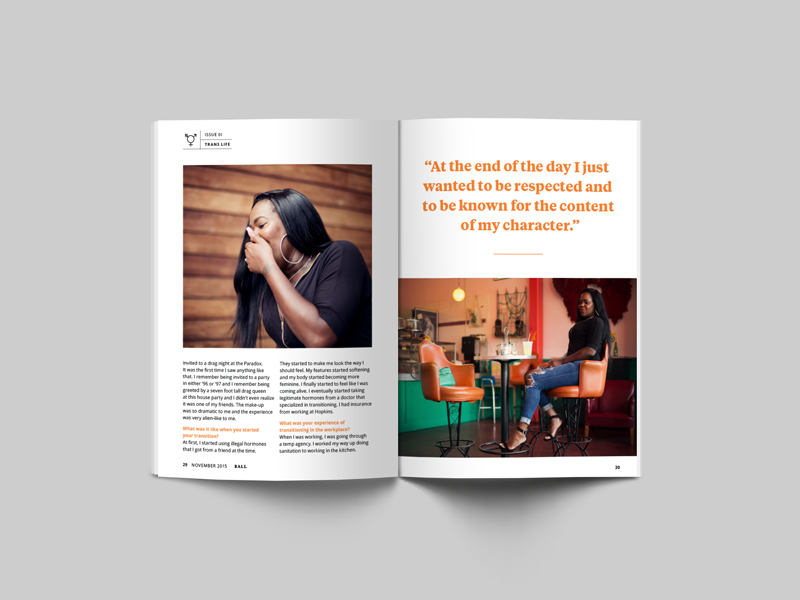 ISSUE 01
TRANS LIFE
invited to a drag night at the Paradox.
It was the first time I saw anything like
that. I remember being invited to a party
in either '96 or '97 and I remember being
greeted by a seven foot tall drag queen
at this house party and I didn't even realize
it was one of my friends. The make-up
was so dramatic to me and the experience
was very alien-like to me.
What was it like when you started
your transition?
At first, I started using illegal hormones
that I got from a friend at the time.
They started to make me look the way I
should feel. My features started softening
and my body started becoming more
feminine. I finally started to feel like I was
coming alive. I eventually started taking
legitimate hormones from a doctor that
specialized in transitioning. I had insurance
from working at Hopkins.
What was your experience of
transitioning in the workplace?
When I was working, I was going through
a temp agency. I worked my way up doing
sanitation to working in the kitchen.
29 NOVEMBER 2015 BALL
“At the end of the day I just
wanted to be respected and
to be known for the content
of my character.”
30